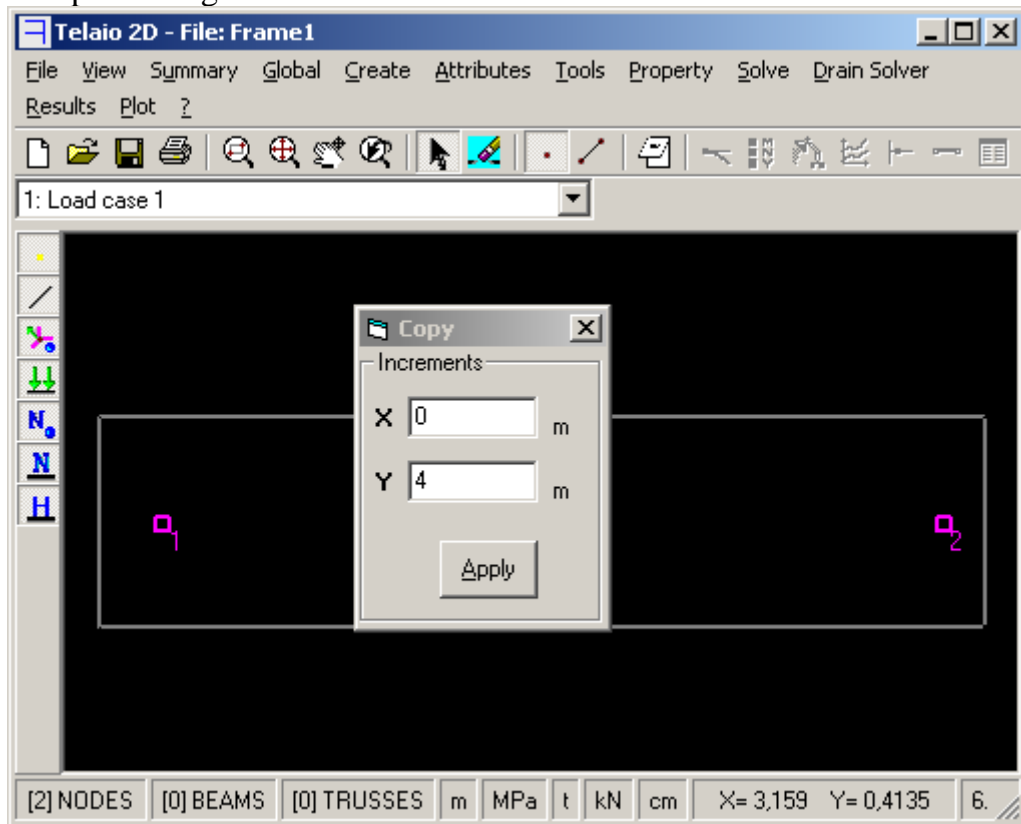 Telaio 2D - File: Frame1
File View Summary Global Create Attributes Tools Property Solve Drain Solver
Results Plot ?
1: Load case 1
Copy
Increments
X 0 m
Y 4 m
Apply
N
N
H
1
2
[2] NODES [0] BEAMS [0] TRUSSES m MPa t kN cm X= 3,159 Y= 0,4135 6.